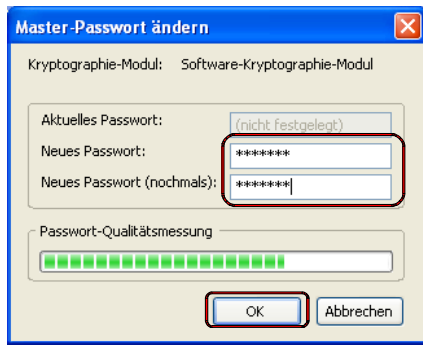 Master-Passwort ändern
Kryptographie-Modul: Software-Kryptographie-Modul
Aktuelles Passwort: (nicht festgelegt)
Neues Passwort: *******
Neues Passwort (nochmals): *******
Passwort-Qualitätsmessung
OK Abbrechen